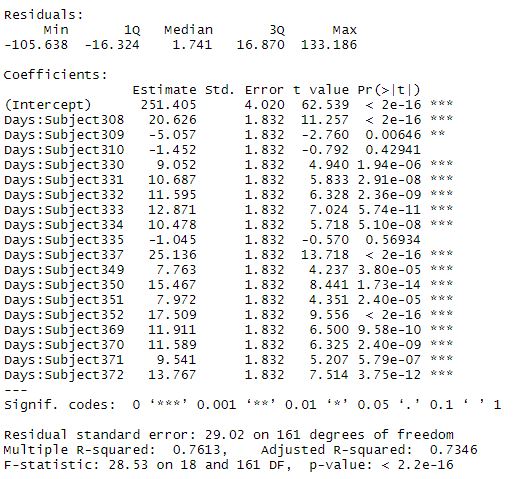 Residuals:
     Min       1Q   Median       3Q      Max
-105.638  -16.324    1.741   16.870  133.186

Coefficients:
                Estimate Std. Error t value Pr(>|t|)
(Intercept)      251.405      4.020  62.539  < 2e-16 ***
Days:Subject308   20.626      1.832  11.257  < 2e-16 ***
Days:Subject309   -5.057      1.832  -2.760  0.00646 **
Days:Subject310   -1.452      1.832  -0.792  0.42941
Days:Subject330    9.052      1.832   4.940 1.94e-06 ***
Days:Subject331   10.687      1.832   5.833 2.91e-08 ***
Days:Subject332   11.595      1.832   6.328 2.36e-09 ***
Days:Subject333   12.871      1.832   7.024 5.74e-11 ***
Days:Subject334   10.478      1.832   5.718 5.10e-08 ***
Days:Subject335   -1.045      1.832  -0.570  0.56934
Days:Subject337   25.136      1.832  13.718  < 2e-16 ***
Days:Subject349    7.763      1.832   4.237 3.80e-05 ***
Days:Subject350   15.467      1.832   8.441 1.73e-14 ***
Days:Subject351    7.972      1.832   4.351 2.40e-05 ***
Days:Subject352   17.509      1.832   9.556  < 2e-16 ***
Days:Subject369   11.911      1.832   6.500 9.58e-10 ***
Days:Subject370   11.589      1.832   6.325 2.40e-09 ***
Days:Subject371    9.541      1.832   5.207 5.79e-07 ***
Days:Subject372   13.767      1.832   7.514 3.75e-12 ***
---
Signif. codes:  0 ‘***’ 0.001 ‘**’ 0.01 ‘*’ 0.05 ‘.’ 0.1 ‘ ’ 1

Residual standard error: 29.02 on 161 degrees of freedom
Multiple R-squared:  0.7613,    Adjusted R-squared:  0.7346
F-statistic: 28.53 on 18 and 161 DF,  p-value: < 2.2e-16